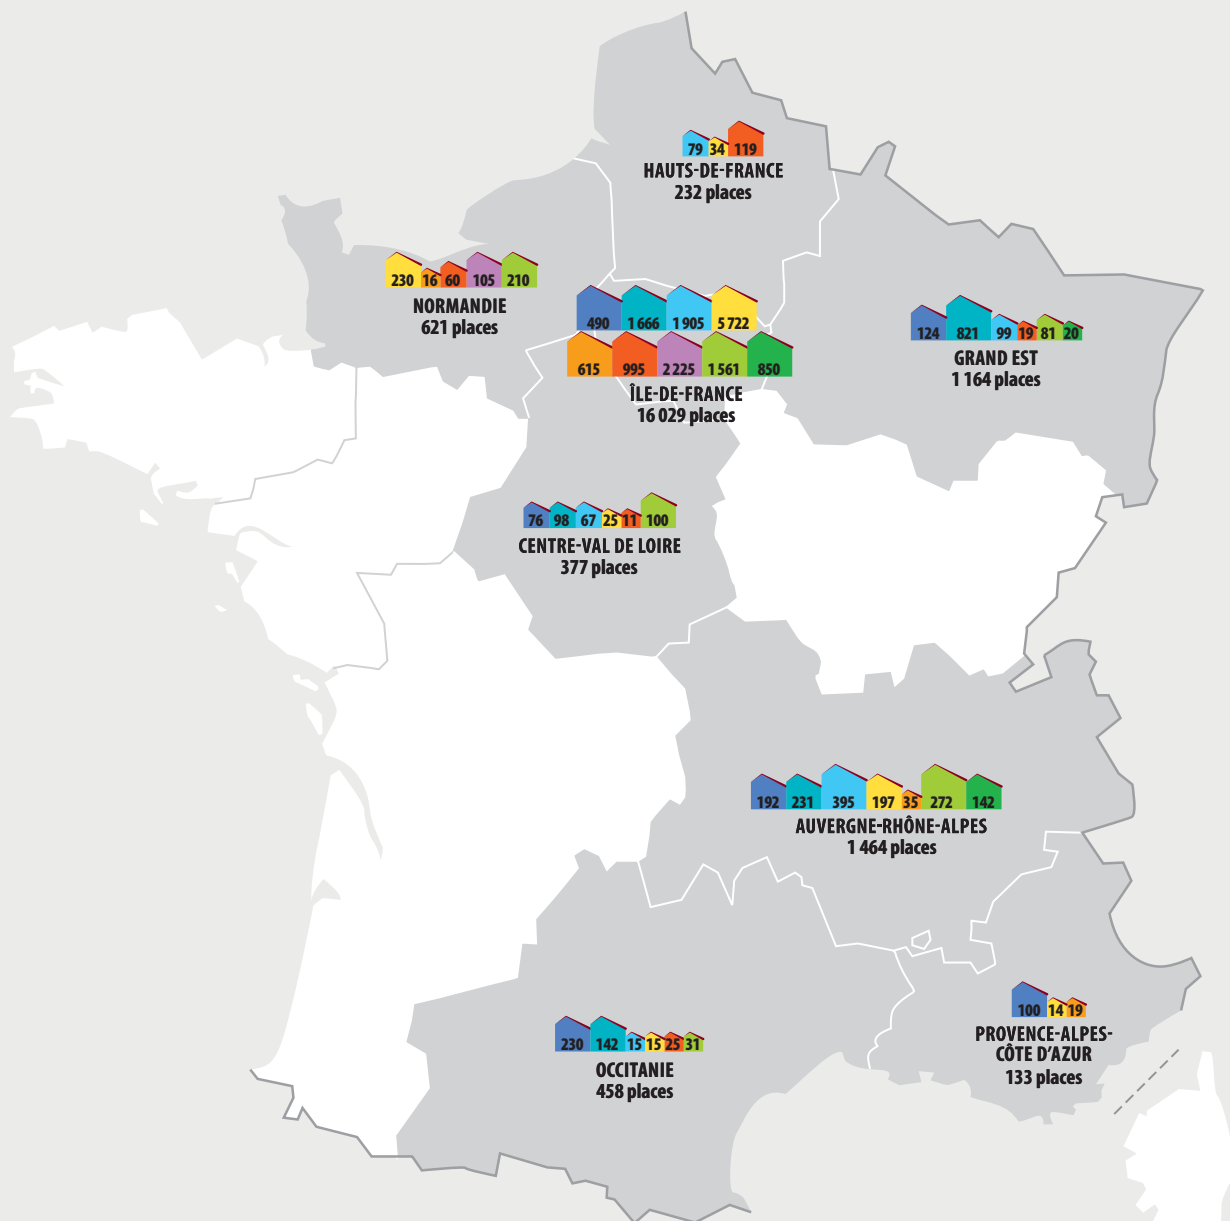 79 34 119
HAUTS-DE-FRANCE
232 places
230 16 60 105 210
NORMANDIE
621 places
490 1 666 1 905 5 722
615 995 2 225 1 561 850
ÎLE-DE-FRANCE
16 029 places
124 821 99 19 81 20
GRAND EST
1 164 places
76 98 67 25 11 100
CENTRE-VAL DE LOIRE
377 places
192 231 395 197 35 272 142
AUVERGNE-RHÔNE-ALPES
1 464 places
100 14 19
PROVENCE-ALPES-
CÔTE D'AZUR
133 places
230 142 15 15 25 31
OCCITANIE
458 places